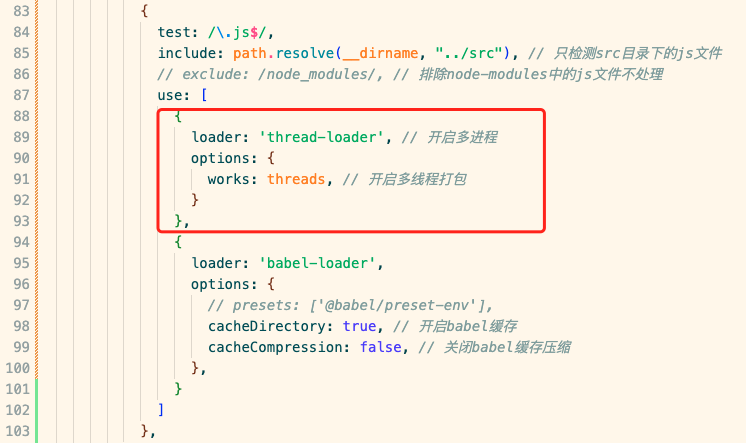 83 {
84 test: /\.js$/,
85 include: path.resolve(__dirname, "../src"), // 只检测src目录下的js文件
86 // exclude: /node_modules/, // 排除node-modules中的js文件不处理
87 use: [
88 {
89 loader: 'thread-loader', // 开启多进程
90 options: {
91 works: threads, // 开启多线程打包
92 }
93 },
94 {
95 loader: 'babel-loader',
96 options: {
97 // presets: ['@babel/preset-env'],
98 cacheDirectory: true, // 开启babel缓存
99 cacheCompression: false, // 关闭babel缓存压缩
100 },
101 }
102 ]
103 },